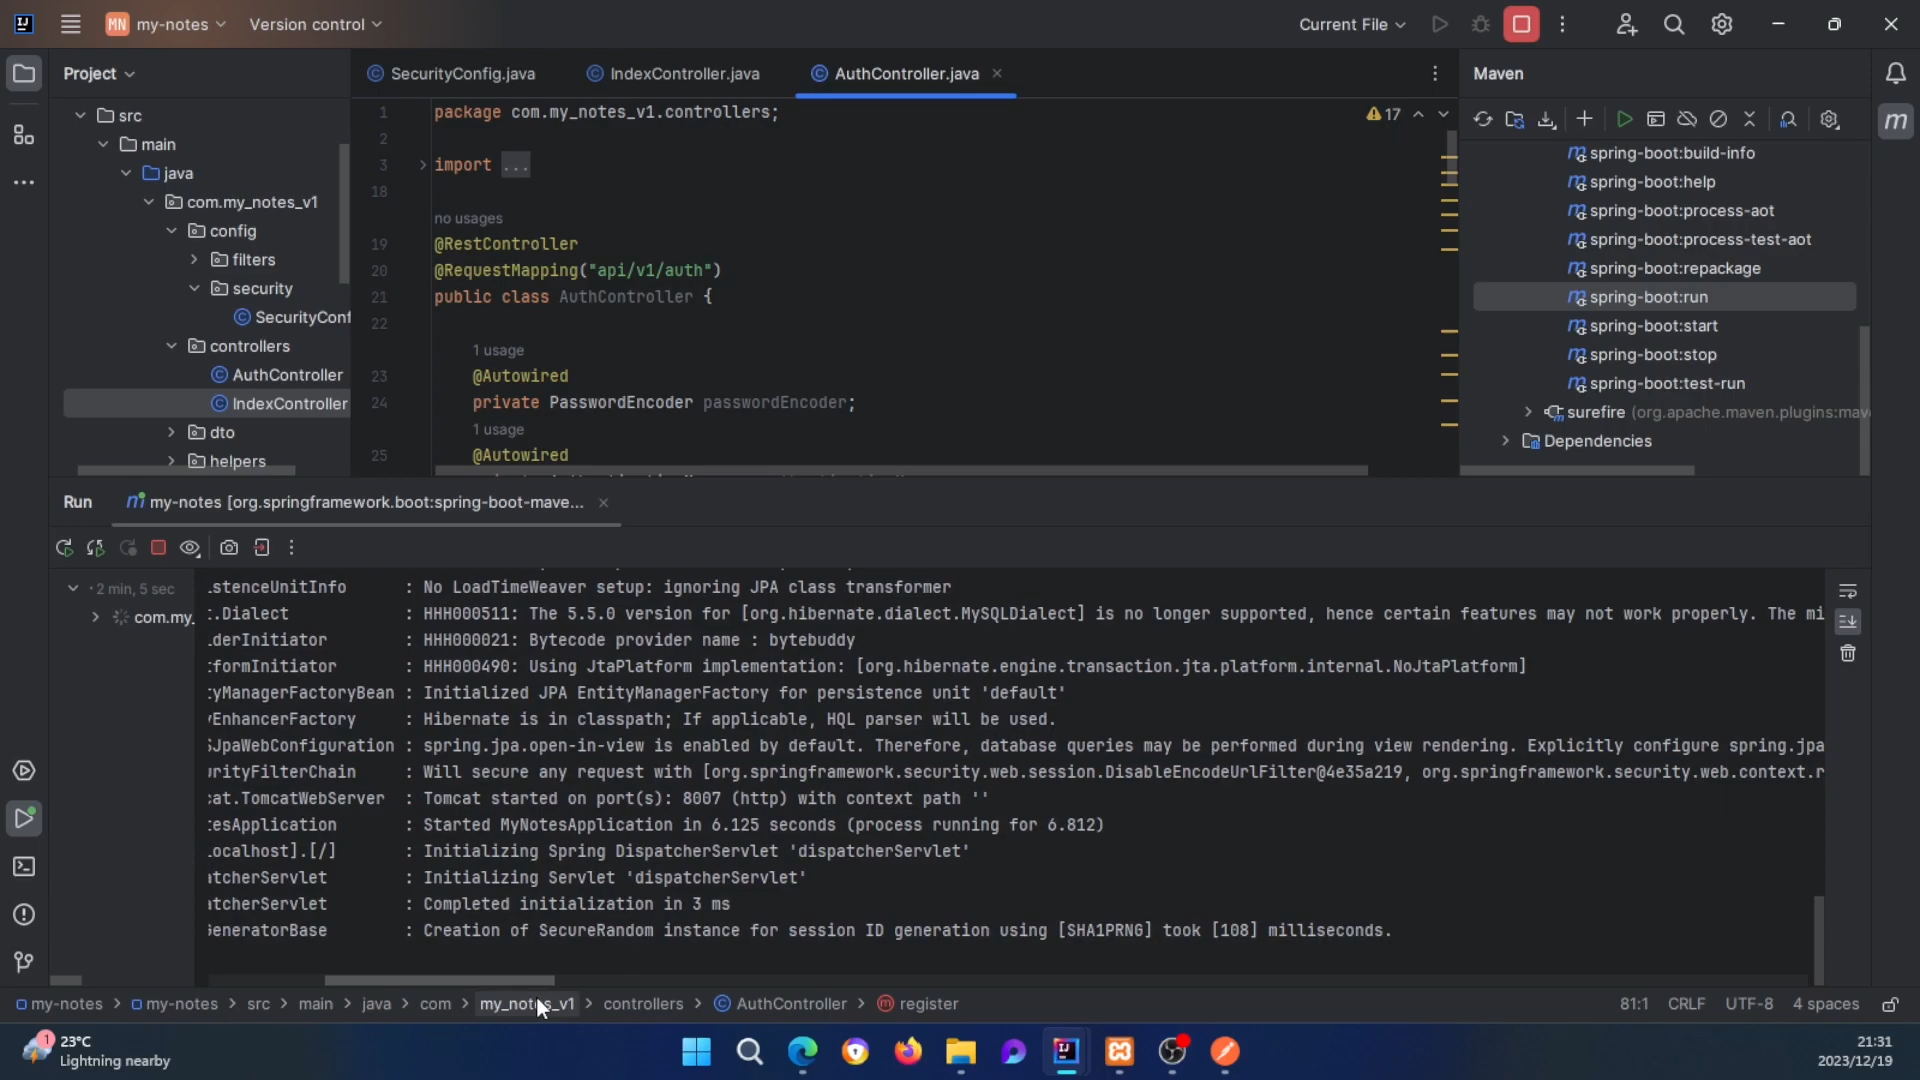 MN my-notes Version control Current File
Project
SecurityConfig.java IndexController.java AuthController.java
Maven
src
main
java
com.my_notes_v1
config
filters
security
SecurityConf
controllers
AuthController
IndexController
dto
helpers
1 package com.my_notes_v1.controllers;
2
3 import ...
18
no usages
19 @RestController
20 @RequestMapping("api/v1/auth")
21 public class AuthController {
22
1 usage
23 @Autowired
24 private PasswordEncoder passwordEncoder;
1 usage
25 @Autowired
17
spring-boot:build-info
spring-boot:help
spring-boot:process-aot
spring-boot:process-test-aot
spring-boot:repackage
spring-boot:run
spring-boot:start
spring-boot:stop
spring-boot:test-run
surefire (org.apache.maven.plugins:mav
Dependencies
Run my-notes [org.springframework.boot:spring-boot-mave...
2 min, 5 sec
com.my_
.stenceUnitInfo : No LoadTimeWeaver setup: ignoring JPA class transformer
.Dialect : HHH000511: The 5.5.0 version for [org.hibernate.dialect.MySQLDialect] is no longer supported, hence certain features may not work properly. The mi
.derInitiator : HHH000021: Bytecode provider name : bytebuddy
formInitiator : HHH000490: Using JtaPlatform implementation: [org.hibernate.engine.transaction.jta.platform.internal.NoJtaPlatform]
yManagerFactoryBean : Initialized JPA EntityManagerFactory for persistence unit 'default'
EnhancerFactory : Hibernate is in classpath; If applicable, HQL parser will be used.
JpaWebConfiguration : spring.jpa.open-in-view is enabled by default. Therefore, database queries may be performed during view rendering. Explicitly configure spring.jpa
rityFilterChain : Will secure any request with [org.springframework.security.web.session.DisableEncodeUrlFilter@4e35a219, org.springframework.security.web.context.r
at.TomcatWebServer : Tomcat started on port(s): 8007 (http) with context path ''
esApplication : Started MyNotesApplication in 6.125 seconds (process running for 6.812)
ocalhost].[/] : Initializing Spring DispatcherServlet 'dispatcherServlet'
tcherServlet : Initializing Servlet 'dispatcherServlet'
tcherServlet : Completed initialization in 3 ms
eneratorBase : Creation of SecureRandom instance for session ID generation using [SHA1PRNG] took [108] milliseconds.
my-notes > my-notes > src > main > java > com > my_notes_v1 > controllers > AuthController > register 81:1 CRLF UTF-8 4 spaces
1 23°C
Lightning nearby
21:31
2023/12/19